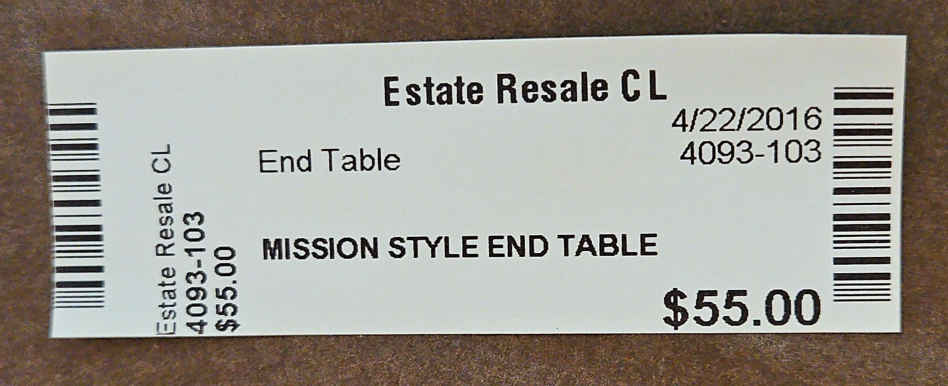 Estate Resale CL
4/22/2016
End Table
4093-103
MISSION STYLE END TABLE
$55.00
Estate Resale CL
4093-103
$55.00